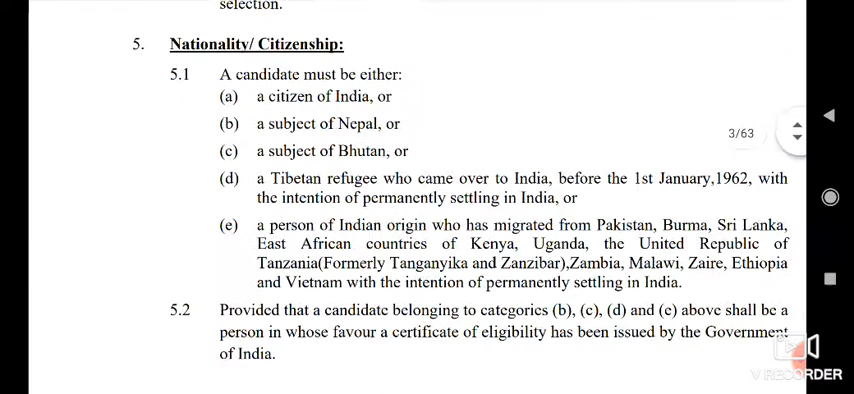 selection.
5. Nationality/ Citizenship:
5.1 A candidate must be either:
(a) a citizen of India, or
(b) a subject of Nepal, or
3/63
(c) a subject of Bhutan, or
(d) a Tibetan refugee who came over to India, before the 1st January,1962, with
the intention of permanently settling in India, or
(e) a person of Indian origin who has migrated from Pakistan, Burma, Sri Lanka,
East African countries of Kenya, Uganda, the United Republic of
Tanzania(Formerly Tanganyika and Zanzibar),Zambia, Malawi, Zaire, Ethiopia
and Vietnam with the intention of permanently settling in India.
5.2 Provided that a candidate belonging to categories (b), (c), (d) and (e) above shall be a
person in whose favour a certificate of eligibility has been issued by the Government
of India.
V RECORDER